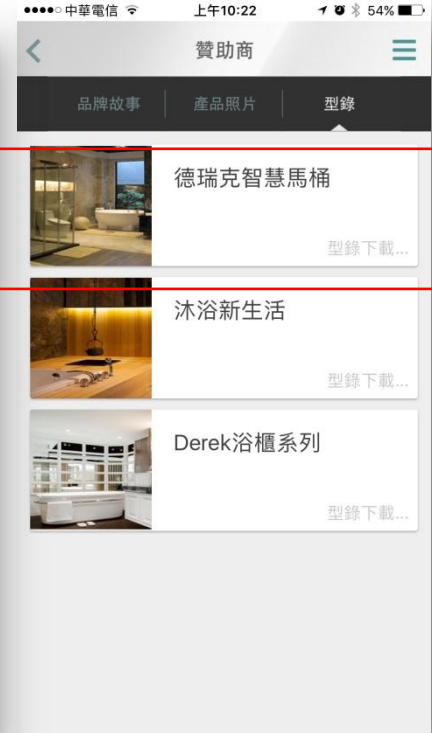 中華電信 上午10:22 54%
贊助商
品牌故事 產品照片 型錄
德瑞克智慧馬桶
型錄下載...
沐浴新生活
型錄下載...
Derek浴櫃系列
型錄下載...